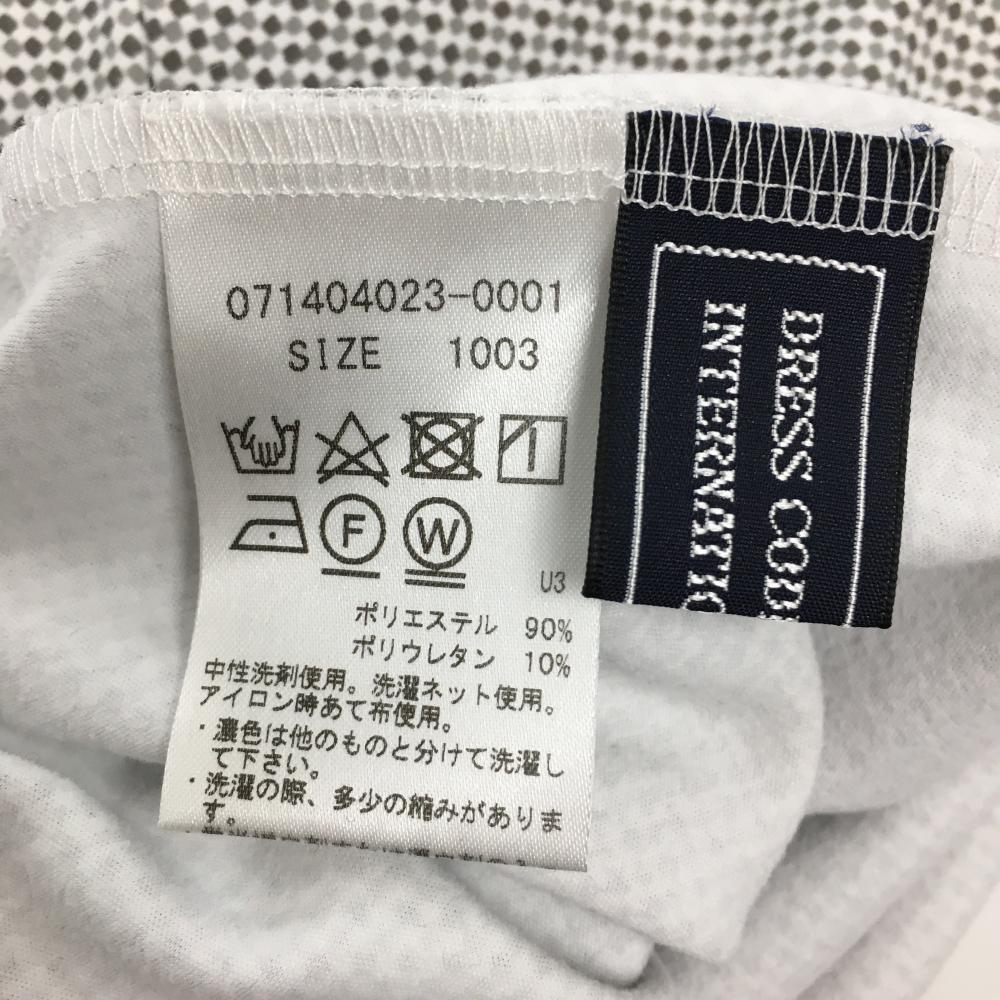 071404023-0001
SIZE 1003
F W
U3
ポリエステル 90%
ポリウレタン 10%
中性洗剤使用。洗濯ネット使用。
アイロン時あて布使用。
・濃色は他のものと分けて洗濯し
て下さい。
・洗濯の際、多少の縮みがありま
す。
DRESS CODE
INTERNATIO